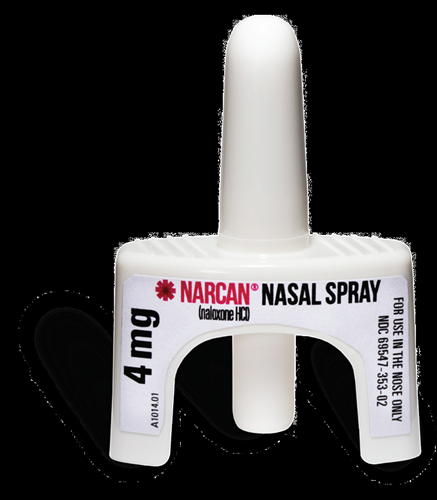 NARCAN® NASAL SPRAY
(naloxone HCl)
4 mg
A1014.01
FOR USE IN THE NOSE ONLY
NDC 69547-353-02